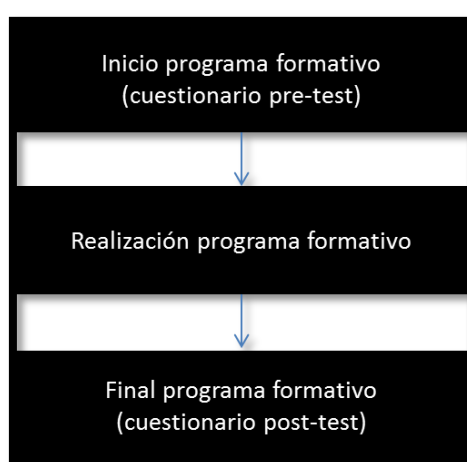 Inicio programa formativo
(cuestionario pre-test)
Realización programa formativo
Final programa formativo
(cuestionario post-test)